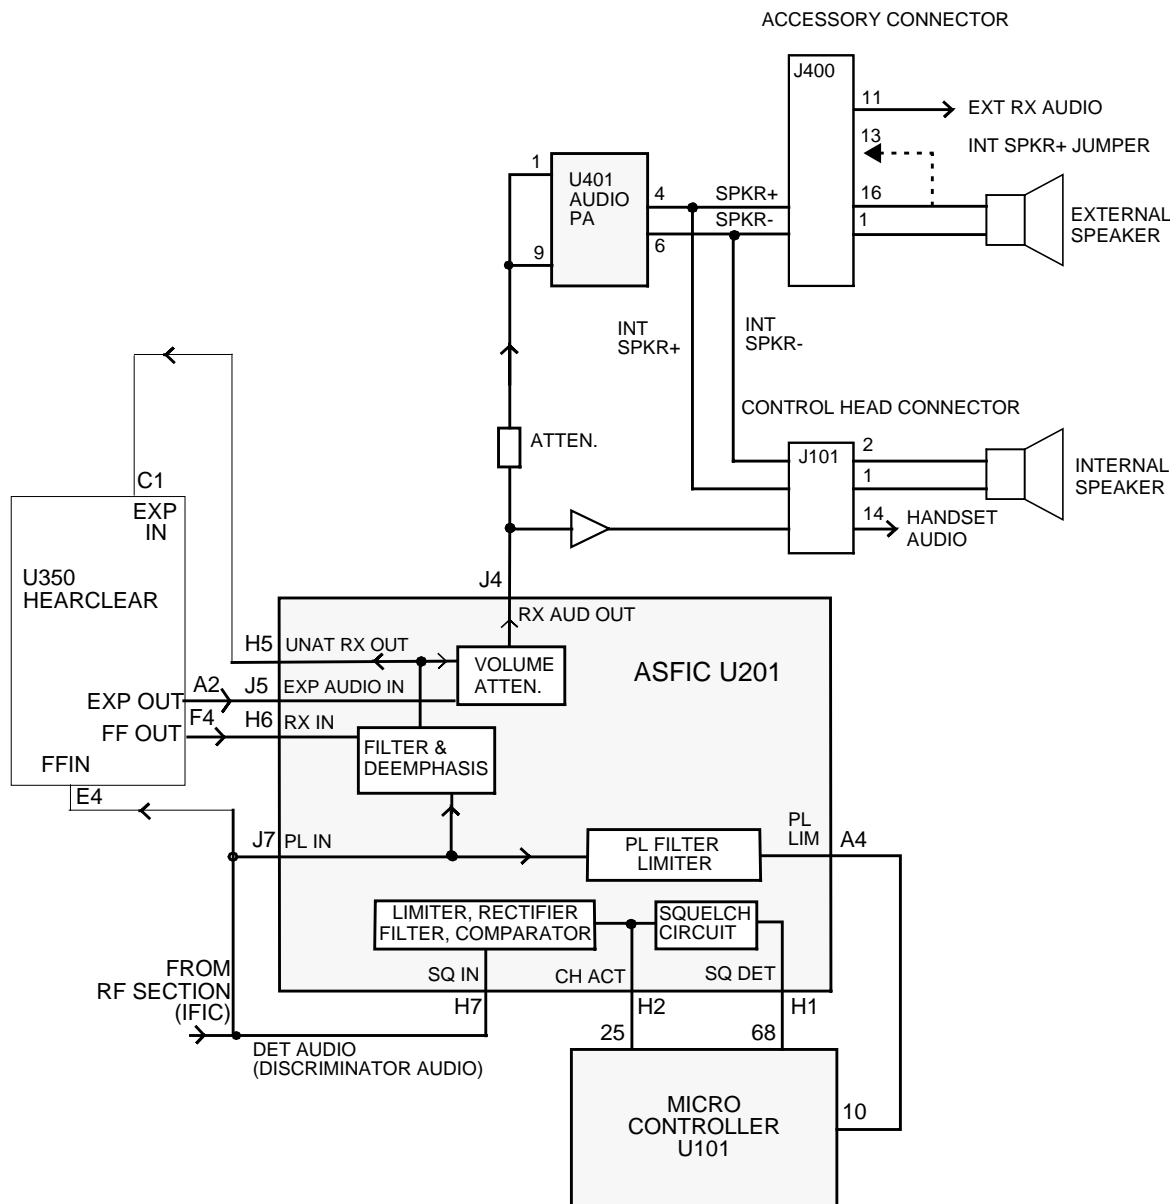 ACCESSORY CONNECTOR
J400
11
EXT RX AUDIO
13
INT SPKR+ JUMPER
16
1
EXTERNAL
SPEAKER
1
9
U401
AUDIO
PA
4
6
SPKR+
SPKR-
INT
SPKR+
INT
SPKR-
CONTROL HEAD CONNECTOR
J101
2
1
14
INTERNAL
SPEAKER
HANDSET
AUDIO
ATTEN.
C1
EXP
IN
U350
HEARCLEAR
EXP OUT
FF OUT
FFIN
A2
F4
E4
J4
RX AUD OUT
H5
UNAT RX OUT
J5
EXP AUDIO IN
H6
RX IN
VOLUME
ATTEN.
ASFIC U201
FILTER &
DEEMPHASIS
J7
PL IN
PL FILTER
LIMITER
PL
LIM
A4
LIMITER, RECTIFIER
FILTER, COMPARATOR
SQUELCH
CIRCUIT
SQ IN
CH ACT
SQ DET
H7
H2
H1
FROM
RF SECTION
(IFIC)
DET AUDIO
(DISCRIMINATOR AUDIO)
25
68
10
MICRO
CONTROLLER
U101